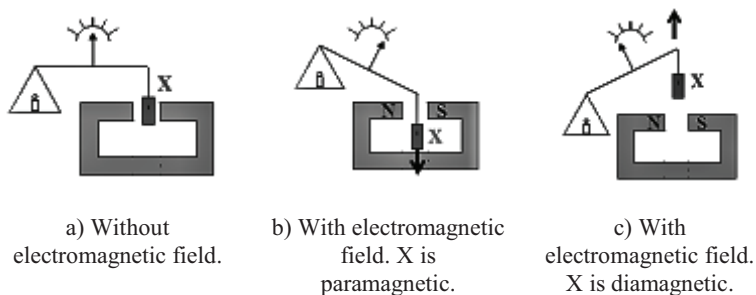 X
N S
X
X
N S
a) Without
electromagnetic field.
b) With electromagnetic
field. X is
paramagnetic.
c) With
electromagnetic field.
X is diamagnetic.